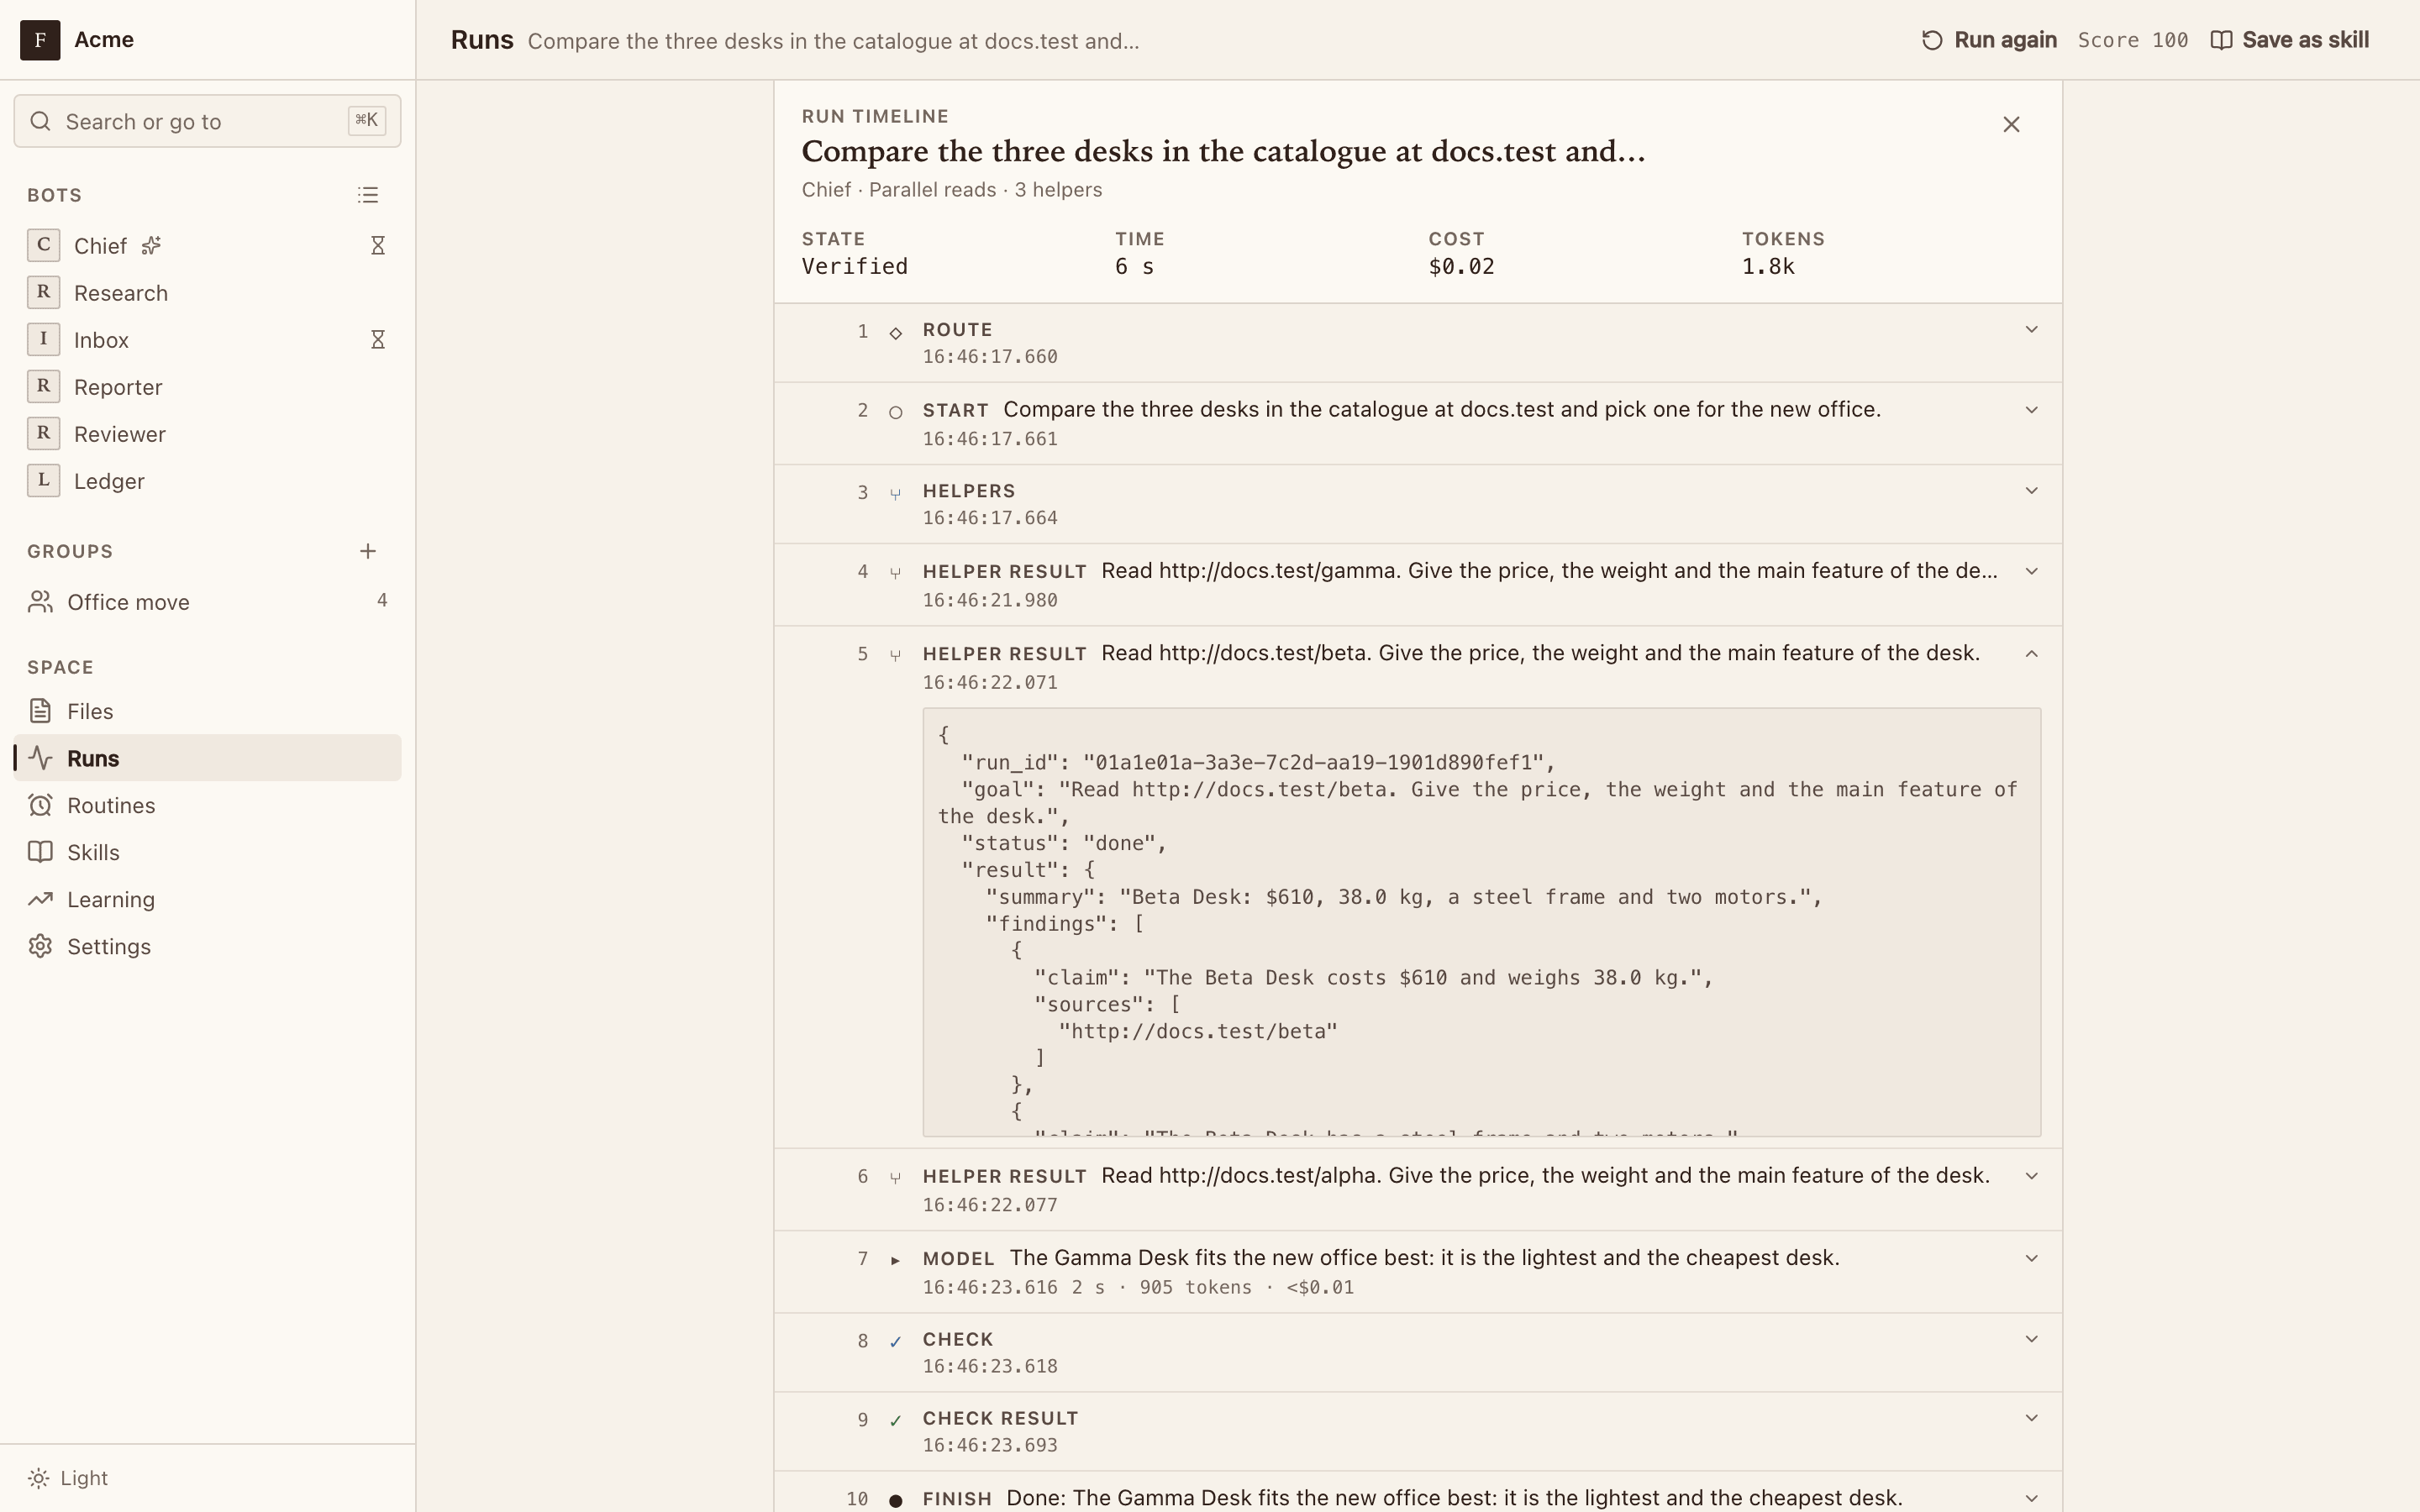 F Acme
Runs Compare the three desks in the catalogue at docs.test and...
Run again Score 100 Save as skill
Search or go to ⌘K
BOTS
C Chief
R Research
I Inbox
R Reporter
R Reviewer
L Ledger
GROUPS
Office move 4
SPACE
Files
Runs
Routines
Skills
Learning
Settings
Light
RUN TIMELINE
Compare the three desks in the catalogue at docs.test and...
Chief · Parallel reads · 3 helpers
STATE TIME COST TOKENS
Verified 6 s $0.02 1.8k
1 ROUTE
16:46:17.660
2 START Compare the three desks in the catalogue at docs.test and pick one for the new office.
16:46:17.661
3 HELPERS
16:46:17.664
4 HELPER RESULT Read http://docs.test/gamma. Give the price, the weight and the main feature of the de...
16:46:21.980
5 HELPER RESULT Read http://docs.test/beta. Give the price, the weight and the main feature of the desk.
16:46:22.071
{
"run_id": "01a1e01a-3a3e-7c2d-aa19-1901d890fef1",
"goal": "Read http://docs.test/beta. Give the price, the weight and the main feature of
the desk.",
"status": "done",
"result": {
"summary": "Beta Desk: $610, 38.0 kg, a steel frame and two motors.",
"findings": [
{
"claim": "The Beta Desk costs $610 and weighs 38.0 kg.",
"sources": [
"http://docs.test/beta"
]
},
{
"claim": "The Beta Desk has a steel frame and two motors."
6 HELPER RESULT Read http://docs.test/alpha. Give the price, the weight and the main feature of the desk.
16:46:22.077
7 MODEL The Gamma Desk fits the new office best: it is the lightest and the cheapest desk.
16:46:23.616 2 s · 905 tokens · <$0.01
8 CHECK
16:46:23.618
9 CHECK RESULT
16:46:23.693
10 FINISH Done: The Gamma Desk fits the new office best: it is the lightest and the cheapest desk.